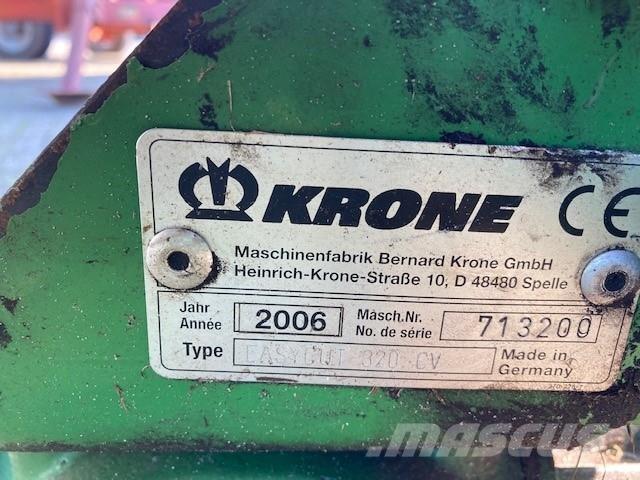 KRONE CE
Maschinenfabrik Bernard Krone GmbH
Heinrich-Krone-Straße 10, D 48480 Spelle
Jahr
Année 2006 Masch.Nr.
No. de série 713200
Type EASYCUT 320 CV Made in
Germany
MASCUS